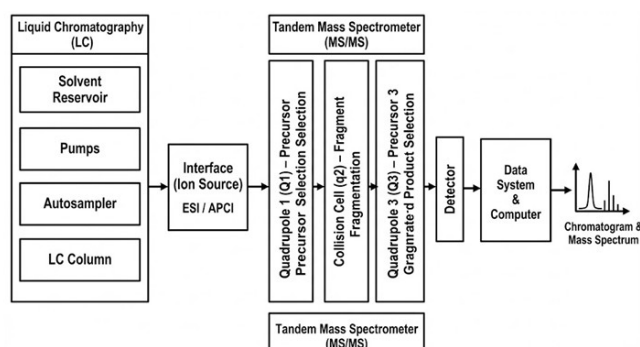 Liquid Chromatography
(LC)
Solvent
Reservoir
Pumps
Autosampler
LC Column
Interface
(Ion Source)
ESI / APCI
Tandem Mass Spectrometer
(MS/MS)
Quadrupole 1 (Q1) – Precursor
Precursor Selection Selection
Collision Cell (q2) – Fragment
Fragmentation
Quadrupole 3 (Q3) – Precursor 3
Gragnrate·d Product Selection
Detector
Data
System
&
Computer
Chromatogram &
Mass Spectrum
Tandem Mass Spectrometer
(MS/MS)